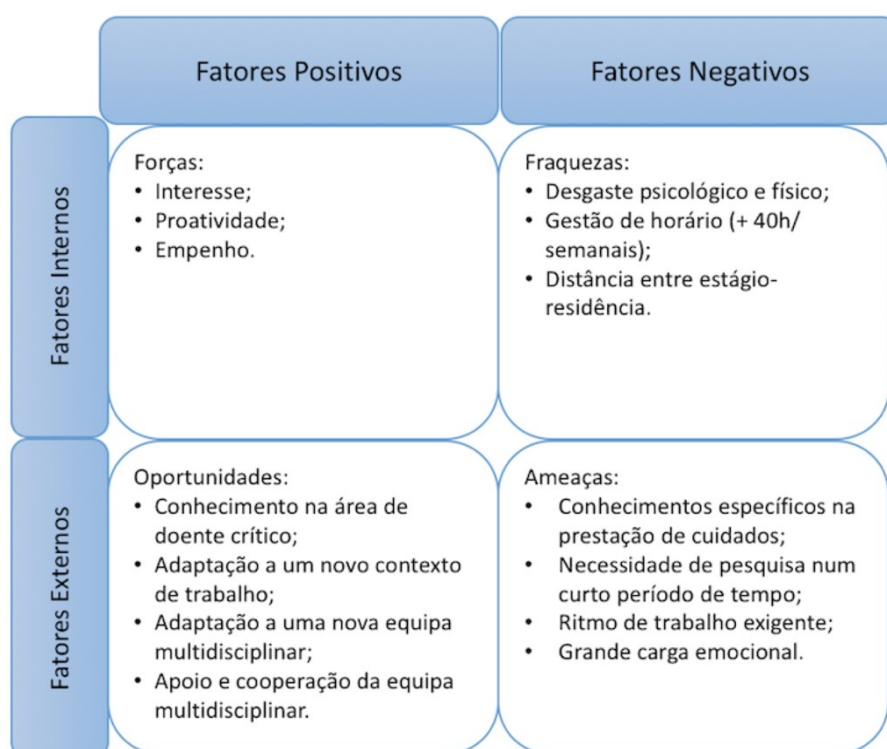 Fatores Positivos
Fatores Negativos
Fatores Internos
Forças:
• Interesse;
• Proatividade;
• Empenho.
Fraquezas:
• Desgaste psicológico e físico;
• Gestão de horário (+ 40h/
semanais);
• Distância entre estágio-
residência.
Fatores Externos
Oportunidades:
• Conhecimento na área de
doente crítico;
• Adaptação a um novo contexto
de trabalho;
• Adaptação a uma nova equipa
multidisciplinar;
• Apoio e cooperação da equipa
multidisciplinar.
Ameaças:
• Conhecimentos específicos na
prestação de cuidados;
• Necessidade de pesquisa num
curto período de tempo;
• Ritmo de trabalho exigente;
• Grande carga emocional.